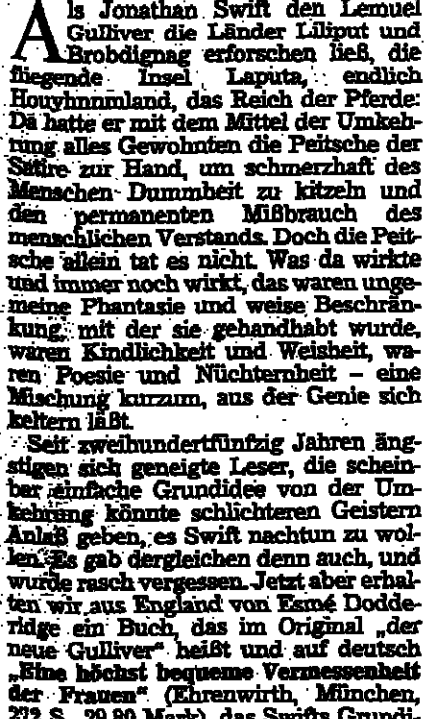 Als Jonathan Swift den Lemuel
Gulliver die Länder Liliput und
Brobdignag erforschen ließ, die
fliegende Insel Laputa, endlich
Houyhnnmland, das Reich der Pferde:
Da hatte er mit dem Mittel der Umkeh-
rung alles Gewohnten die Peitsche der
Satire zur Hand, um schmerzhaft des
Menschen Dummheit zu kitzeln und
den permanenten Mißbrauch des
menschlichen Verstands. Doch die Peit-
sche allein tat es nicht. Was da wirkte
und immer noch wirkt, das waren unge-
meine Phantasie und weise Beschrän-
kung, mit der sie gehandhabt wurde,
waren Kindlichkeit und Weisheit, wa-
ren Poesie und Nüchternheit – eine
Mischung kurzum, aus der Genie sich
keltern läßt.
Seit zweihundertfünfzig Jahren äng-
stigen sich geneigte Leser, die schein-
bar einfache Grundidee von der Um-
kehrung könnte schlichteren Geistern
Anlaß geben, es Swift nachtun zu wol-
len. Es gab dergleichen denn auch, und
wurde rasch vergessen. Jetzt aber erhal-
ten wir aus England von Esmé Dodde-
ridge ein Buch, das im Original „der
neue Gulliver“ heißt und auf deutsch
„Eine höchst bequeme Vermessenheit
der Frauen“ (Ehrenwirth, München,
272 S., 29,80 Mark), das Swifts Grundi-